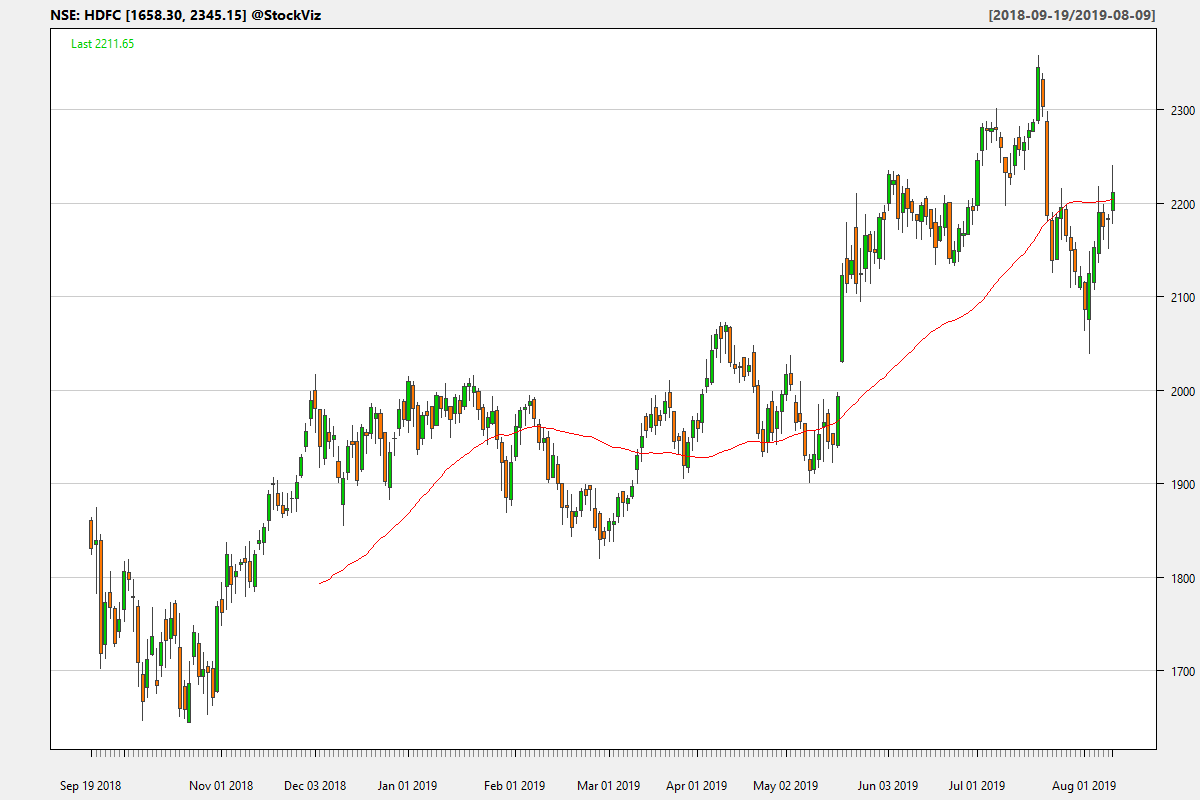 NSE: HDFC [1658.30, 2345.15] @StockViz [2018-09-19/2019-08-09]
Last 2211.65
2300
2200
2100
2000
1900
1800
1700
Sep 19 2018 Nov 01 2018 Dec 03 2018 Jan 01 2019 Feb 01 2019 Mar 01 2019 Apr 01 2019 May 02 2019 Jun 03 2019 Jul 01 2019 Aug 01 2019